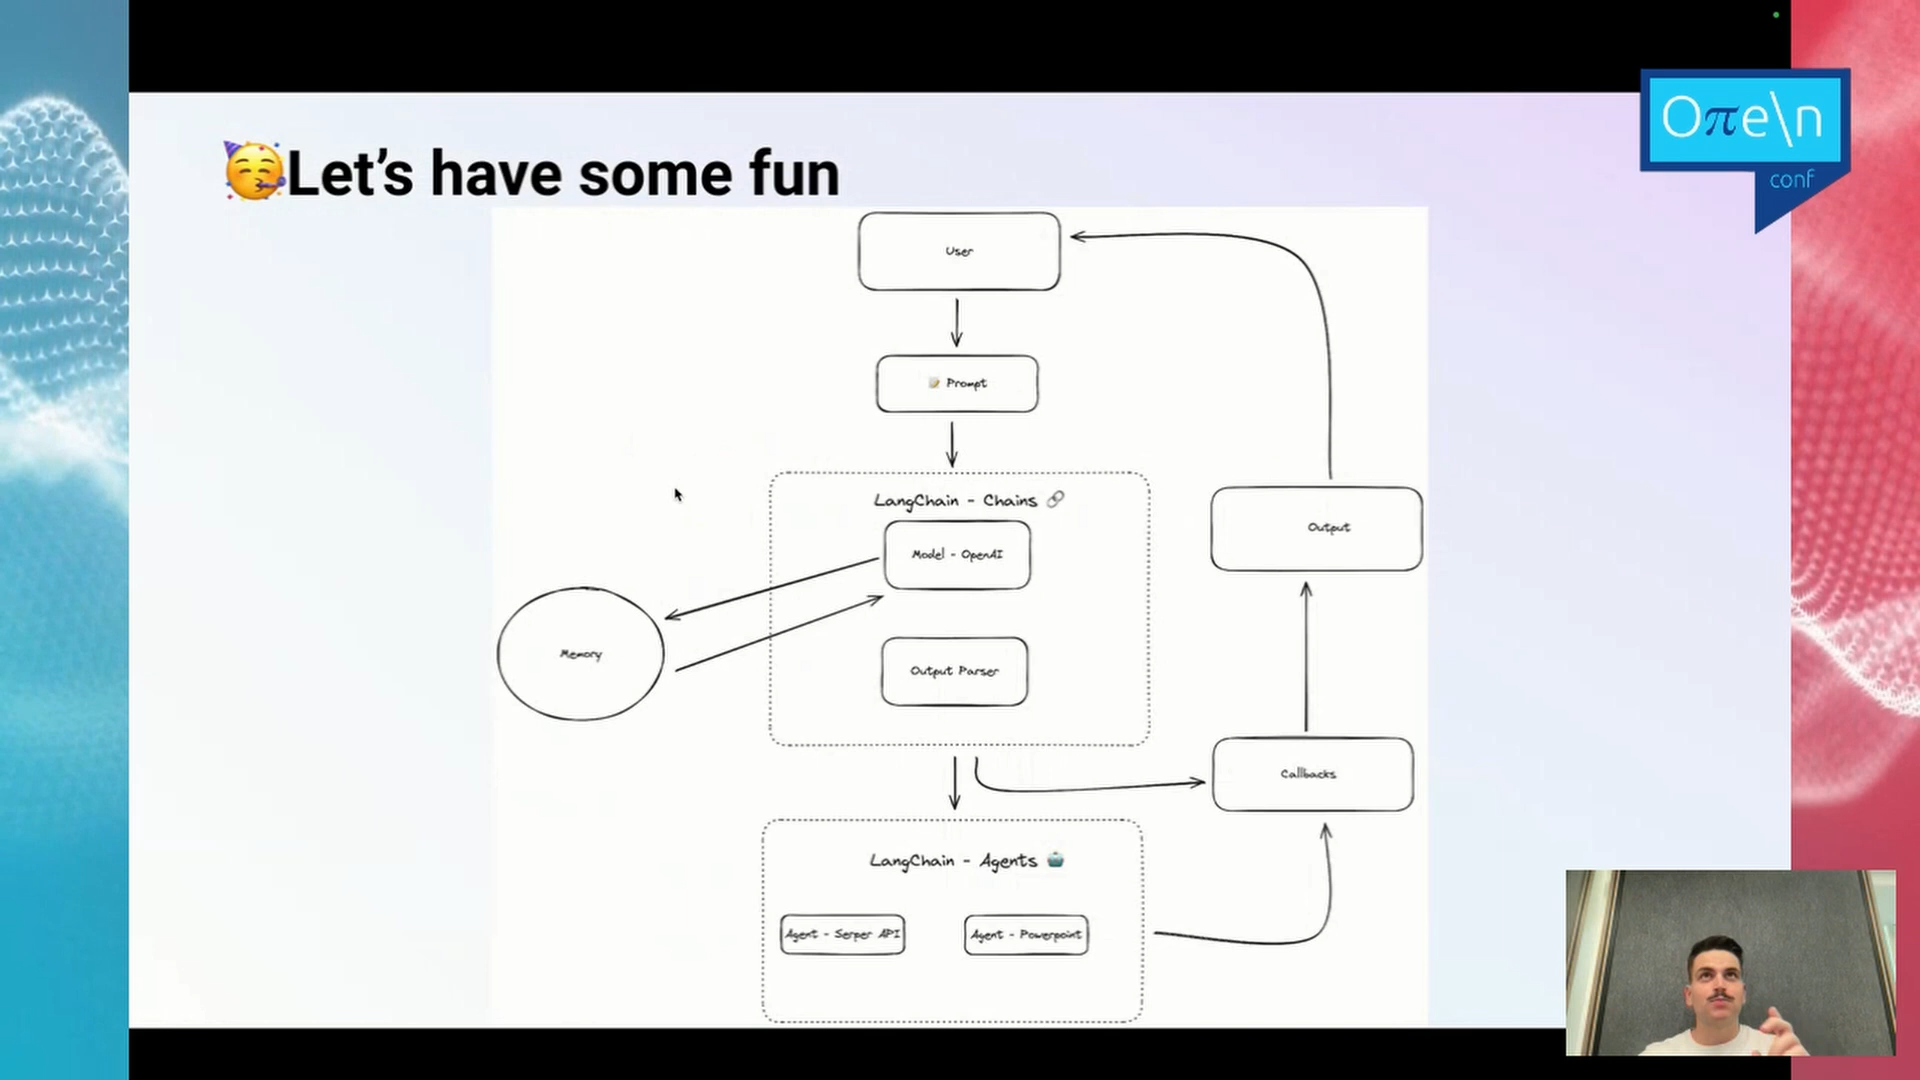 Let's have some fun
Oπe\n
conf
User
Prompt
LangChain - Chains
Model - OpenAI
Output
Memory
Output Parser
Callbacks
LangChain - Agents
Agent - Serper API
Agent - Powerpoint